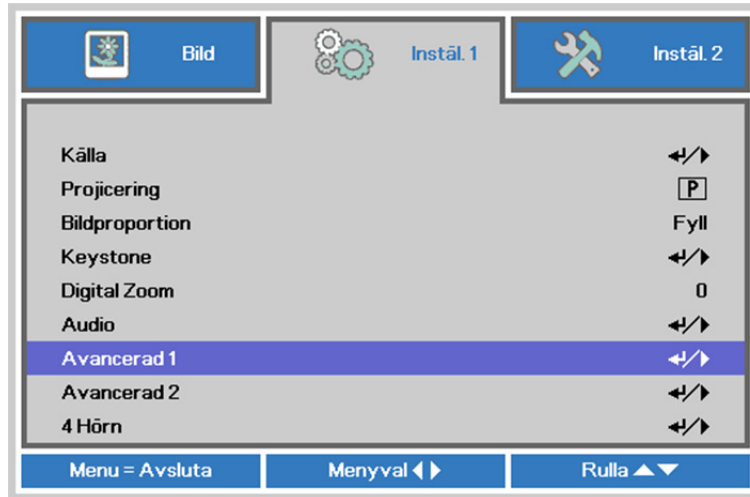 Bild
Instäl. 1
Instäl. 2
Källa
Projicering P
Bildproportion Fyll
Keystone
Digital Zoom 0
Audio
Avancerad 1
Avancerad 2
4 Hörn
Menu = Avsluta
Menyval
Rulla